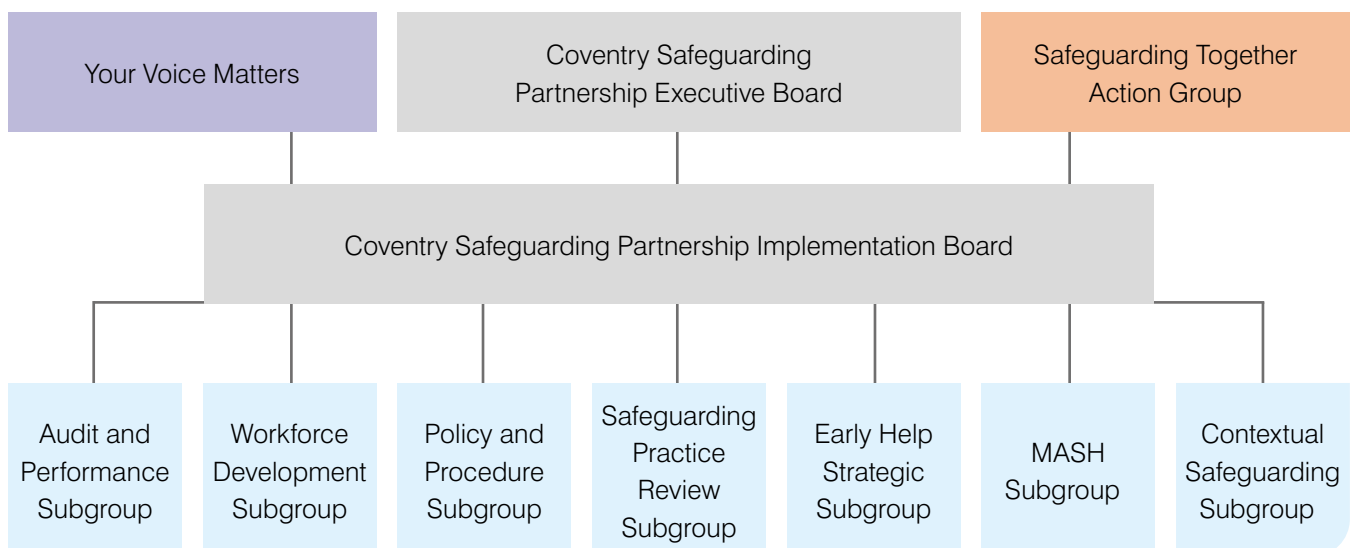 Your Voice Matters
Coventry Safeguarding
Partnership Executive Board
Safeguarding Together
Action Group
Coventry Safeguarding Partnership Implementation Board
Audit and
Performance
Subgroup
Workforce
Development
Subgroup
Policy and
Procedure
Subgroup
Safeguarding
Practice
Review
Subgroup
Early Help
Strategic
Subgroup
MASH
Subgroup
Contextual
Safeguarding
Subgroup